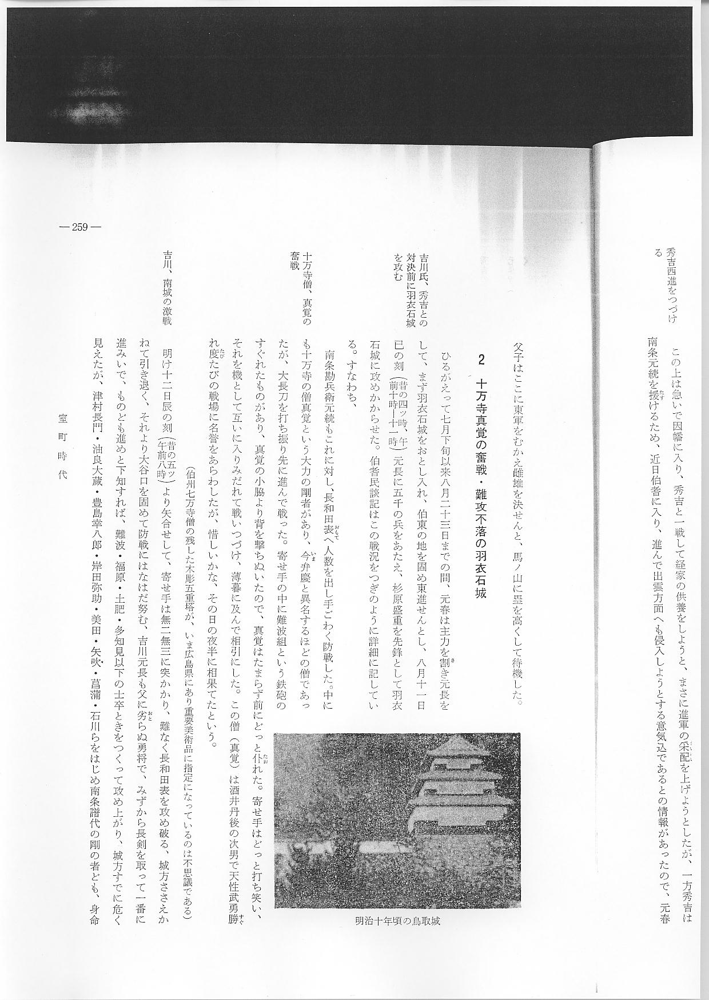 秀吉西進をつづけ
る
この上は急いで因幡に入り、秀吉と一戦して経家の供養をしようと、まさに進軍の采配を上げようとしたが、一方秀吉は
南条元続を援けるため、近日伯耆に入り、進んで出雲方面へも侵入しようとする意気込であるとの情報があったので、元春
父子はここに東軍をむかえ雌雄を決せんと、馬ノ山に塁を高くして待機した。
2 十万寺真覚の奮戦・難攻不落の羽衣石城
吉川氏、秀吉との
対決前に羽衣石城
を攻む
ひるがえって七月下旬以来八月二十三日までの間、元春は主力を割き元長を
して、まず羽衣石城をおとし入れ、伯東の地を固め東進せんとし、八月十一日
巳の刻(昔の四ッ時、午前十時―十一時)元長に五千の兵をあたえ、杉原盛重を先鋒として羽衣
石城に攻めかからせた。伯耆民談記はこの戦況をつぎのように詳細に記してい
る。すなわち、
十万寺僧、真覚の
奮戦
南条勘兵衛元続もこれに対し、長和田表へ人数を出し手ごわく防戦した。中に
も十万寺の僧真覚という大力の剛者があり、今弁慶と異名するほどの僧であっ
たが、大長刀を打ち振り先に進んで戦った。寄せ手の中に難波組という鉄砲の
すぐれたものがあり、真覚の小脇より背を撃ちぬいたので、真覚はたまらず前にどっと仆れた。寄せ手はどっと打ち笑い、
それを機として互いに入りみだれて戦いつづけ、薄暮に及んで相引にした。この僧(真覚)は酒井丹後の次男で天性武勇勝
れ度たびの戦場に名誉をあらわしたが、惜しいかな、その日の夜半に相果てたという。
(伯州七万寺僧の残した木彫五重塔が、いま広島県にあり重要美術品に指定になっているのは不思議である)
吉川、南城の激戦
明け十二日辰の刻(昔の五ッ午前八時)より矢合せして、寄せ手は無二無三に突かかり、難なく長和田表を攻め破る、城方ささえか
ねて引き退く、それより大谷口を固めて防戦にはなはだ努む、吉川元長も父に劣らぬ勇将で、みずから長剣を取って一番に
進みいで、ものども進めと下知すれば、難波・福原・土肥・多知見以下の士卒ときをつくって攻め上がり、城方すでに危く
見えたが、津村長門・油良大蔵・豊島幸八郎・岸田弥助・美田・矢吹・菖蒲・石川らをはじめ南条譜代の剛の者ども、身命
明治十年頃の鳥取城
室町時代
―259―